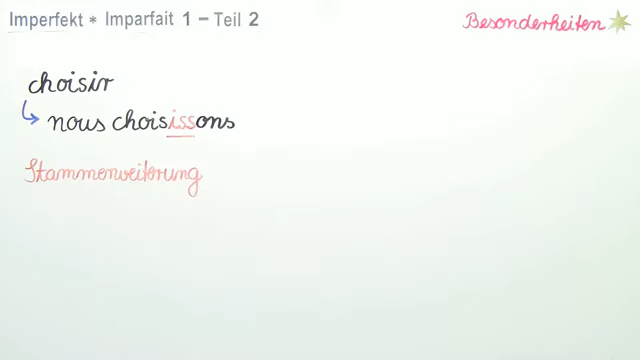 Imperfekt * Imparfait 1 – Teil 2
Besonderheiten
choisir
nous choisissons
Stammerweiterung